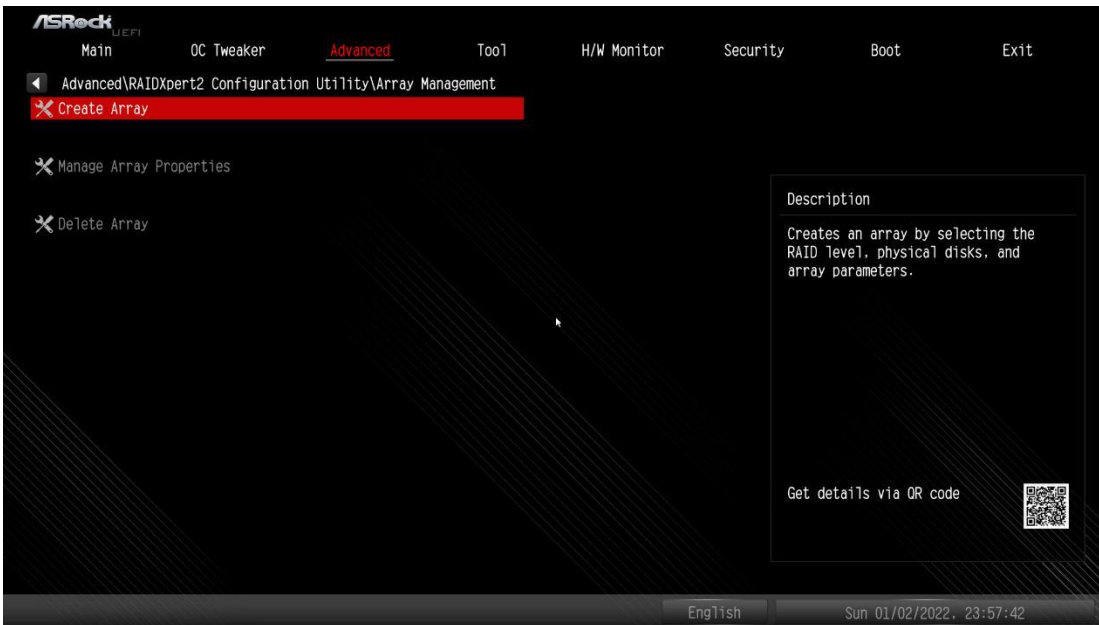 ASRock UEFI
Main OC Tweaker Advanced Tool H/W Monitor Security Boot Exit
Advanced\RAIDXpert2 Configuration Utility\Array Management
Create Array
Manage Array Properties
Delete Array
Description
Creates an array by selecting the
RAID level, physical disks, and
array parameters.
Get details via QR code
English Sun 01/02/2022, 23:57:42